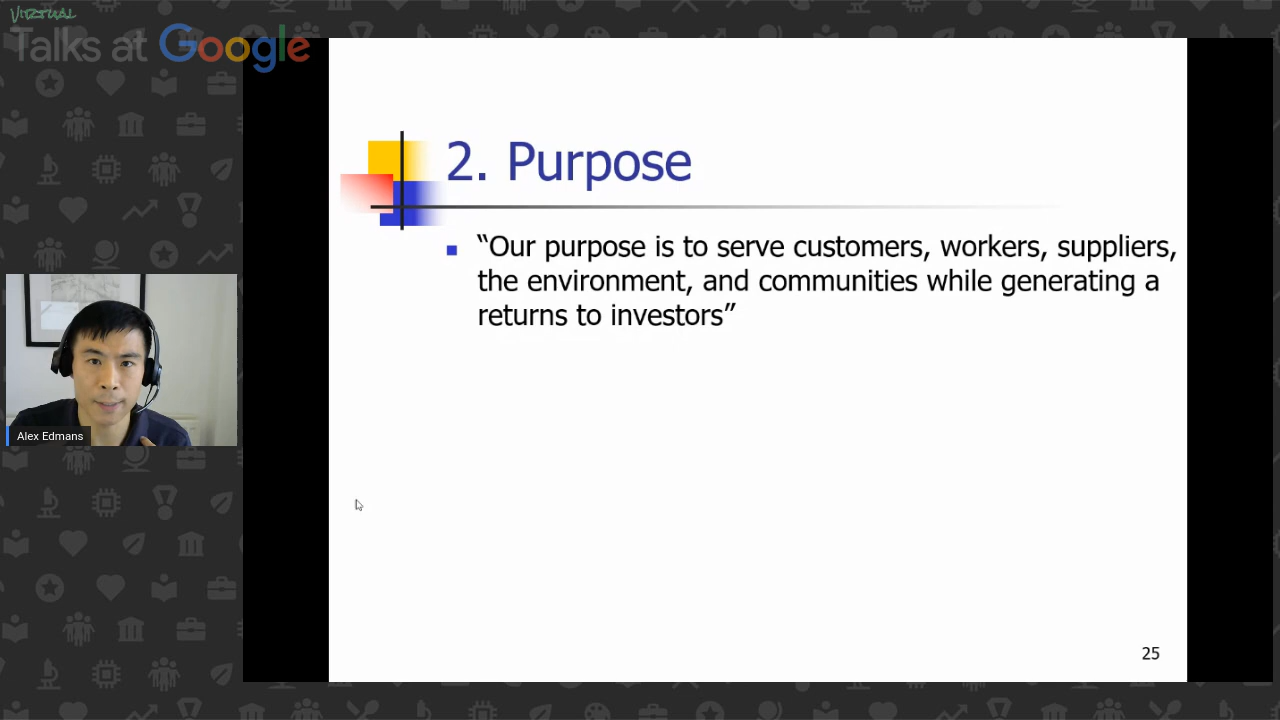 VIRTUAL
Talks at Google
2. Purpose
“Our purpose is to serve customers, workers, suppliers,
the environment, and communities while generating a
returns to investors”
Alex Edmans
25